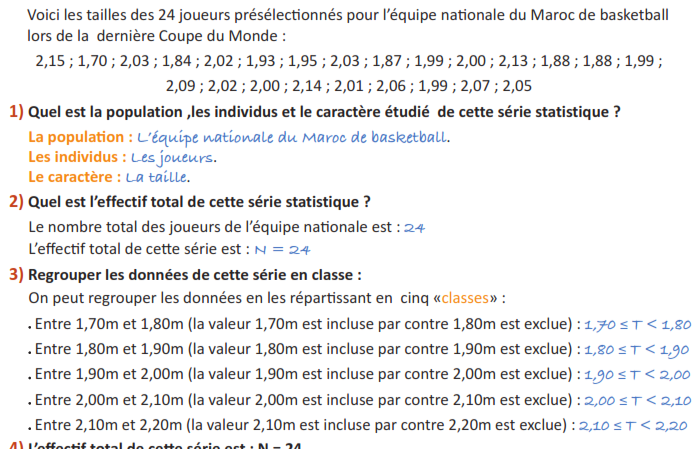 Voici les tailles des 24 joueurs présélectionnés pour l'équipe nationale du Maroc de basketball
lors de la dernière Coupe du Monde :
2,15 ; 1,70 ; 2,03 ; 1,84 ; 2,02 ; 1,93 ; 1,95 ; 2,03 ; 1,87 ; 1,99 ; 2,00 ; 2,13 ; 1,88 ; 1,88 ; 1,99 ;
2,09 ; 2,02 ; 2,00 ; 2,14 ; 2,01 ; 2,06 ; 1,99 ; 2,07 ; 2,05
1) Quel est la population ,les individus et le caractère étudié de cette série statistique ?
La population : L'équipe nationale du Maroc de basketball.
Les individus : Les joueurs.
Le caractère : La taille.
2) Quel est l'effectif total de cette série statistique ?
Le nombre total des joueurs de l'équipe nationale est : 24
L'effectif total de cette série est : N = 24
3) Regrouper les données de cette série en classe :
On peut regrouper les données en les répartissant en cinq «classes» :
. Entre 1,70m et 1,80m (la valeur 1,70m est incluse par contre 1,80m est exclue) : 1,70 ≤ T < 1,80
. Entre 1,80m et 1,90m (la valeur 1,80m est incluse par contre 1,90m est exclue) : 1,80 ≤ T < 1,90
. Entre 1,90m et 2,00m (la valeur 1,90m est incluse par contre 2,00m est exclue) : 1,90 ≤ T < 2,00
. Entre 2,00m et 2,10m (la valeur 2,00m est incluse par contre 2,10m est exclue) : 2,00 ≤ T < 2,10
. Entre 2,10m et 2,20m (la valeur 2,10m est incluse par contre 2,20m est exclue) : 2,10 ≤ T < 2,20
4) L'effectif total de cette série est : N = 24